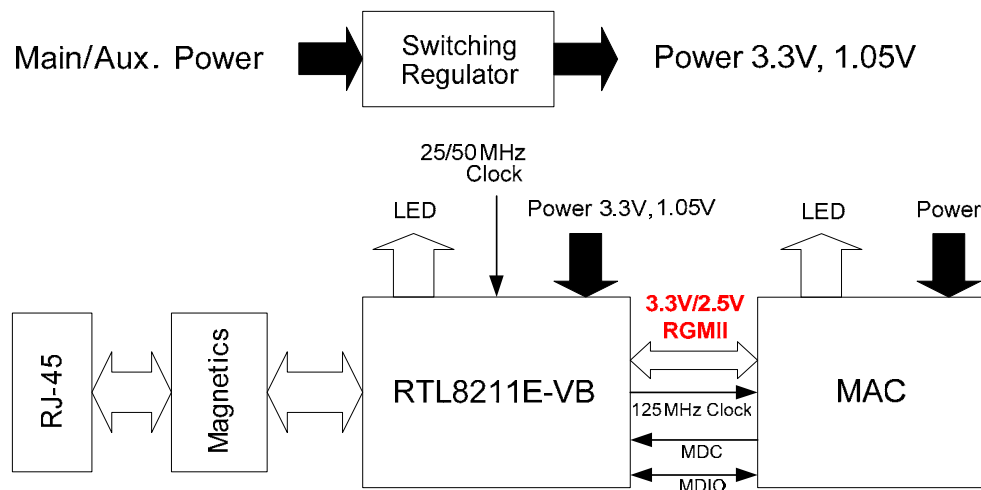 Main/Aux. Power
Switching
Regulator
Power 3.3V, 1.05V
25/50MHz
Clock
LED
Power 3.3V,1.05V
LED
Power
3.3V/2.5V
RGMII
RJ-45
Magnetics
RTL8211E-VB
MAC
125MHz Clock
MDC
MDIO